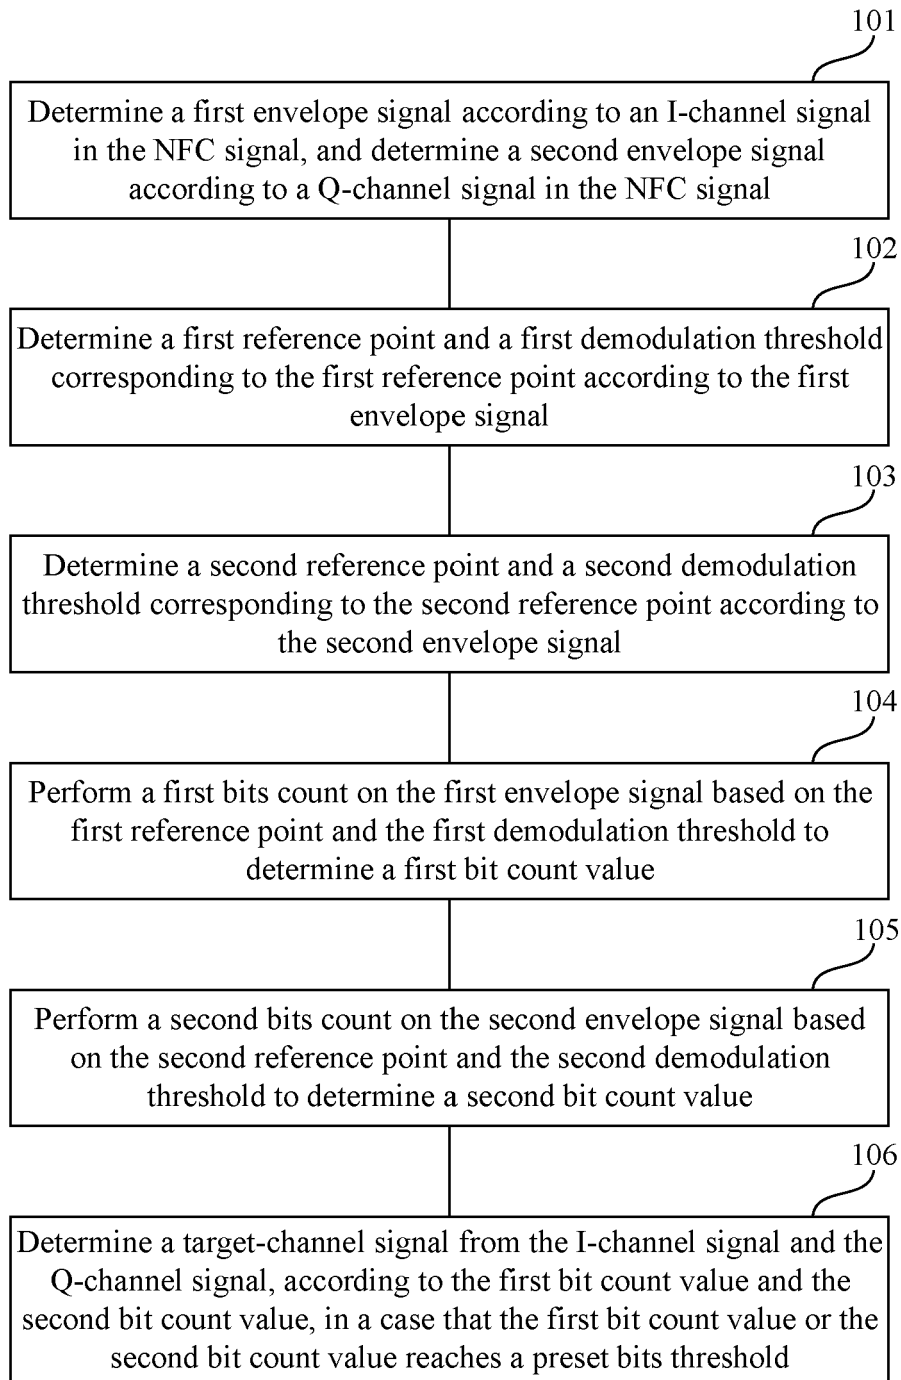 101
Determine a first envelope signal according to an I-channel signal
in the NFC signal, and determine a second envelope signal
according to a Q-channel signal in the NFC signal
102
Determine a first reference point and a first demodulation threshold
corresponding to the first reference point according to the first
envelope signal
103
Determine a second reference point and a second demodulation
threshold corresponding to the second reference point according to
the second envelope signal
104
Perform a first bits count on the first envelope signal based on the
first reference point and the first demodulation threshold to
determine a first bit count value
105
Perform a second bits count on the second envelope signal based
on the second reference point and the second demodulation
threshold to determine a second bit count value
106
Determine a target-channel signal from the I-channel signal and the
Q-channel signal, according to the first bit count value and the
second bit count value, in a case that the first bit count value or the
second bit count value reaches a preset bits threshold